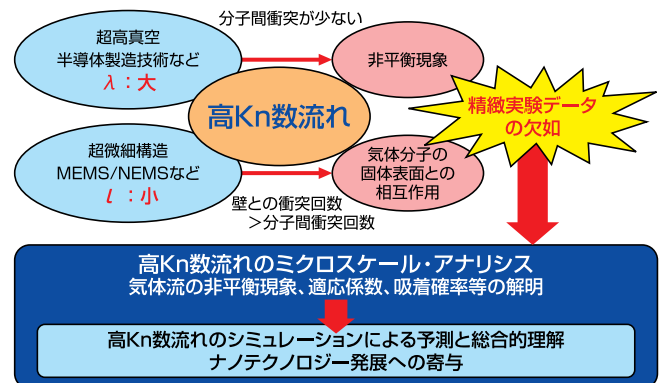 分子間衝突が少ない
超高真空
半導体製造技術など
λ：大
非平衡現象
高Kn数流れ
精緻実験データ
の欠如
超微細構造
MEMS/NEMSなど
l：小
気体分子の
固体表面との
相互作用
壁との衝突回数
＞分子間衝突回数
高Kn数流れのミクロスケール・アナリシス
気体流の非平衡現象、適応係数、吸着確率等の解明
高Kn数流れのシミュレーションによる予測と総合的理解
ナノテクノロジー発展への寄与